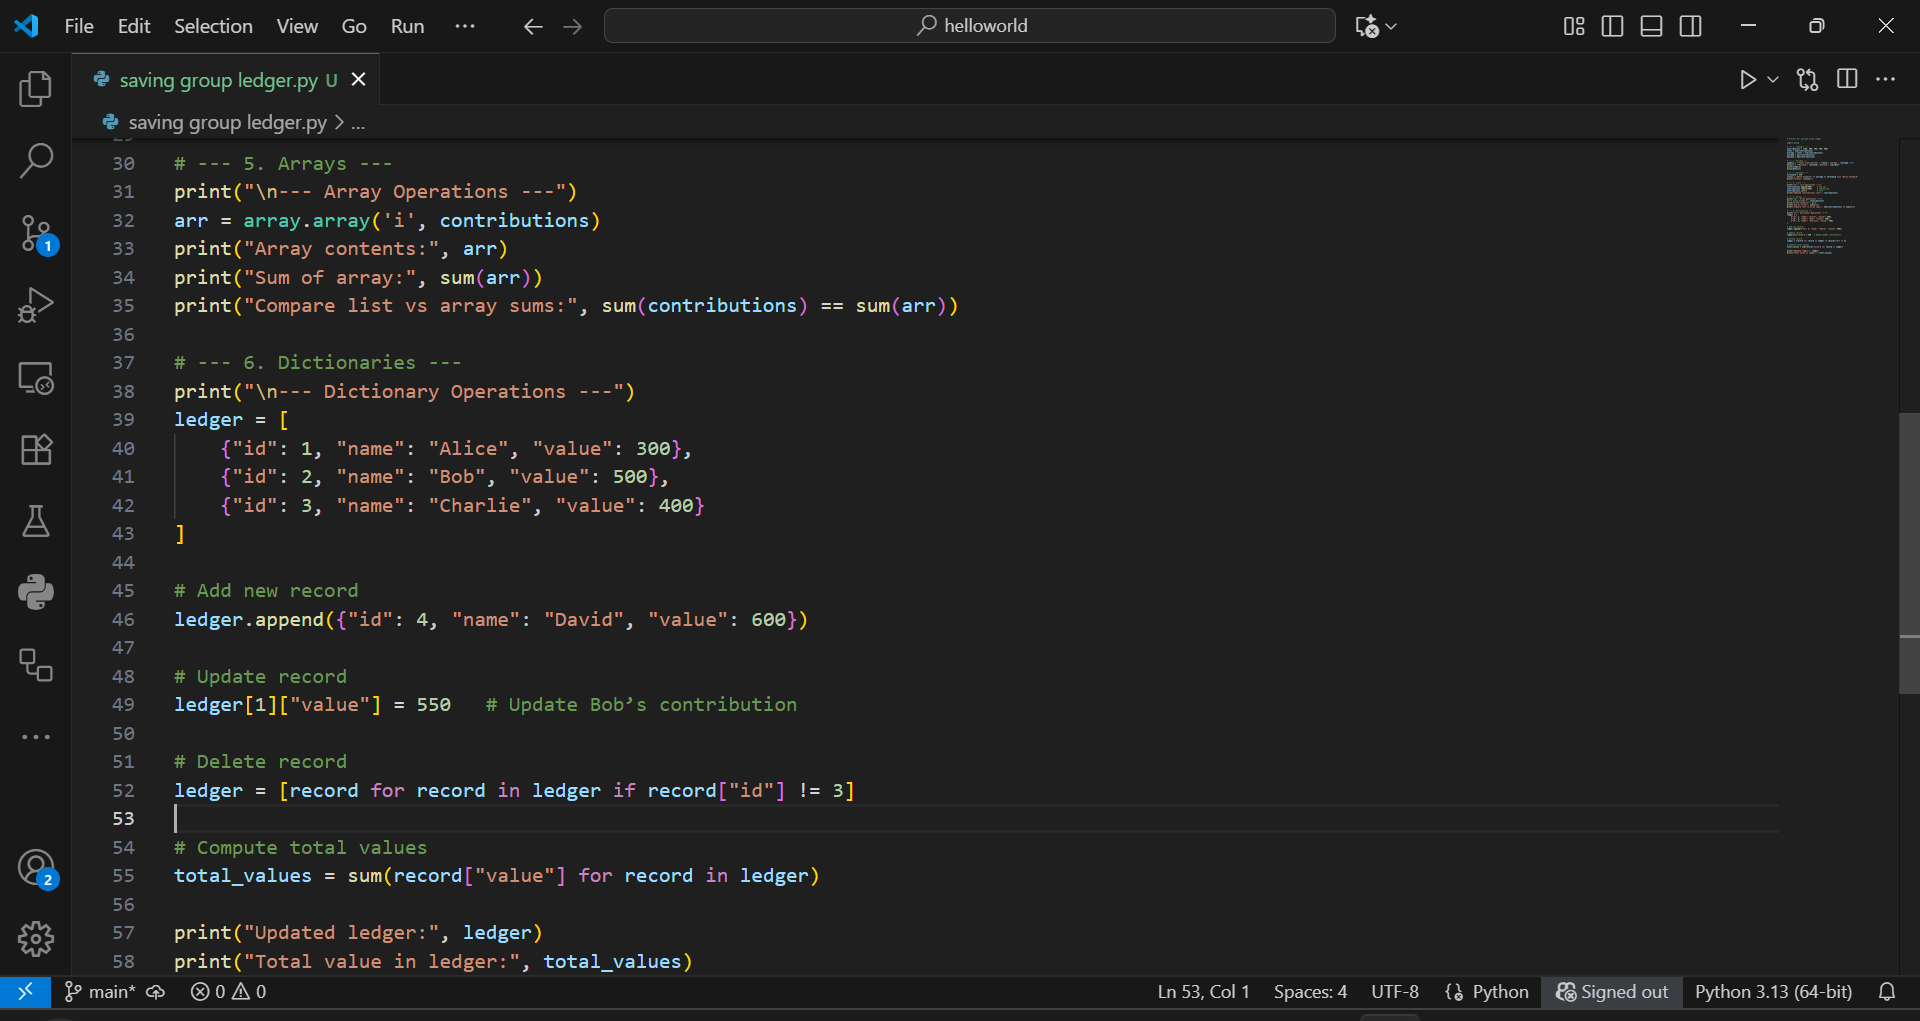 File Edit Selection View Go Run ··· helloworld
saving group ledger.py U
saving group ledger.py > ...
30 # --- 5. Arrays ---
31 print("\n--- Array Operations ---")
32 arr = array.array('i', contributions)
33 print("Array contents:", arr)
34 print("Sum of array:", sum(arr))
35 print("Compare list vs array sums:", sum(contributions) == sum(arr))
36
37 # --- 6. Dictionaries ---
38 print("\n--- Dictionary Operations ---")
39 ledger = [
40     {"id": 1, "name": "Alice", "value": 300},
41     {"id": 2, "name": "Bob", "value": 500},
42     {"id": 3, "name": "Charlie", "value": 400}
43 ]
44
45 # Add new record
46 ledger.append({"id": 4, "name": "David", "value": 600})
47
48 # Update record
49 ledger[1]["value"] = 550   # Update Bob’s contribution
50
51 # Delete record
52 ledger = [record for record in ledger if record["id"] != 3]
53
54 # Compute total values
55 total_values = sum(record["value"] for record in ledger)
56
57 print("Updated ledger:", ledger)
58 print("Total value in ledger:", total_values)
1
2
main* 0 0 Ln 53, Col 1 Spaces: 4 UTF-8 {} Python Signed out Python 3.13 (64-bit)